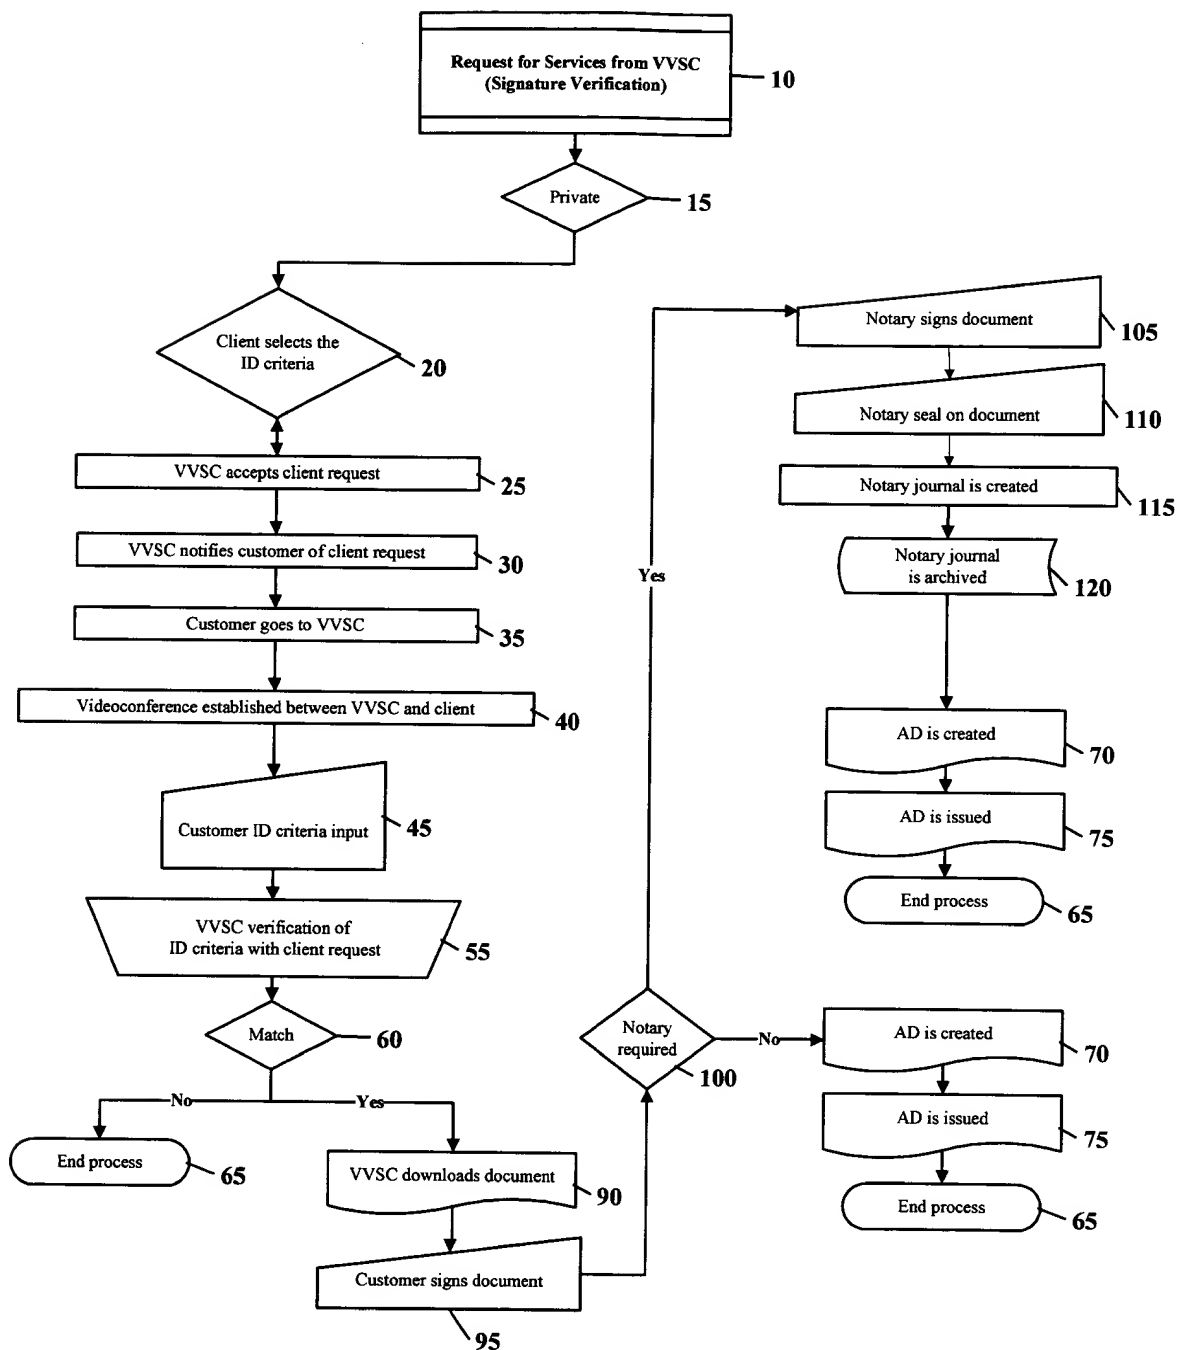 Request for Services from VVSC
(Signature Verification)
10
Private
15
Client selects the
ID criteria
20
VVSC accepts client request
25
VVSC notifies customer of client request
30
Customer goes to VVSC
35
Videoconference established between VVSC and client
40
Customer ID criteria input
45
VVSC verification of
ID criteria with client request
55
Match
60
No
Yes
End process
65
VVSC downloads document
90
Customer signs document
95
Notary
required
100
Yes
No
Notary signs document
105
Notary seal on document
110
Notary journal is created
115
Notary journal
is archived
120
AD is created
70
AD is issued
75
End process
65
AD is created
70
AD is issued
75
End process
65